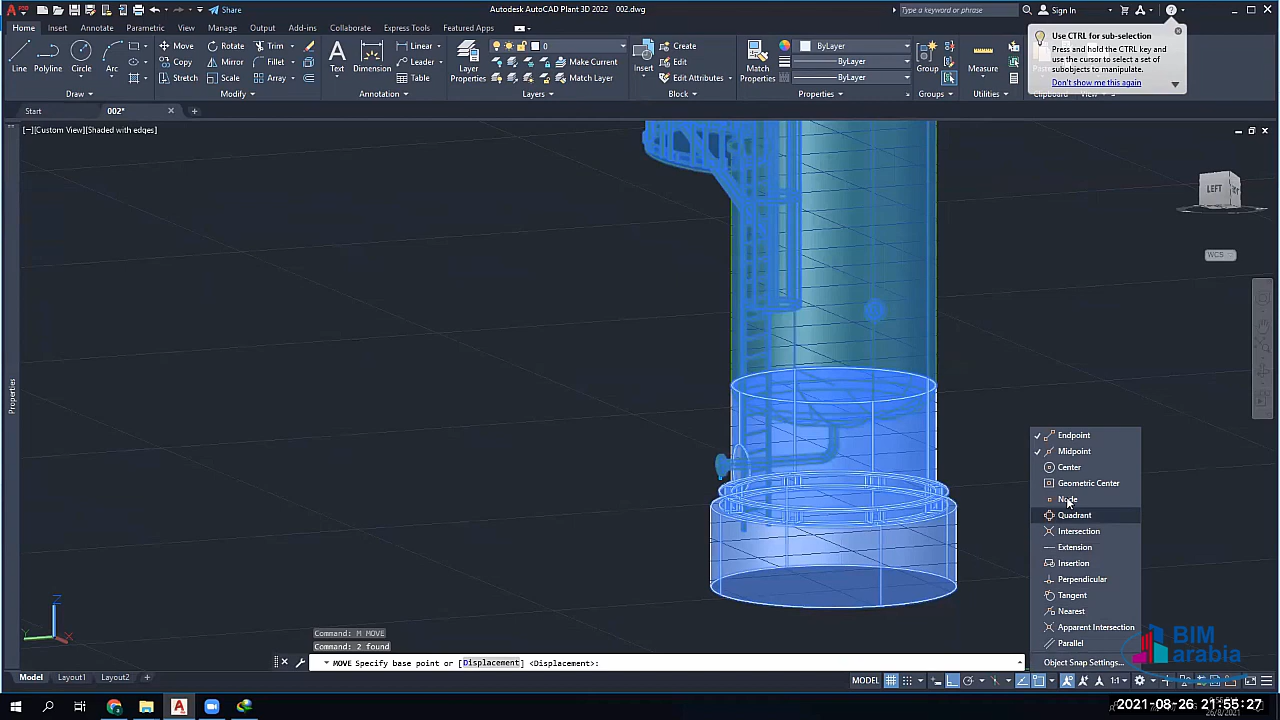 Share
Autodesk AutoCAD Plant 3D 2022 002.dwg
Type a keyword or phrase
Sign In
Home Insert Annotate Parametric View Manage Output Add-ins Collaborate Express Tools Featured Apps
Line Polyline Circle Arc
Move Rotate Trim
Copy Mirror Fillet
Stretch Scale Array
Text Dimension
Linear
Leader
Table
Layer
Properties
0
Make Current
Match Layer
Insert
Create
Edit
Edit Attributes
Match
Properties
ByLayer
ByLayer
ByLayer
Group
Measure
Draw Modify Annotation Layers Block Properties Groups Utilities Clipboard
Use CTRL for sub-selection
Press and hold the CTRL key and
use the cursor to select a set of
subobjects to manipulate.
Don't show me this again
Start 002*
[−][Custom View][Shaded with edges]
LEFT
WCS
Properties
Endpoint
Midpoint
Center
Geometric Center
Node
Quadrant
Intersection
Extension
Insertion
Perpendicular
Tangent
Nearest
Apparent Intersection
Parallel
Object Snap Settings...
BIM
arabia
Z
Command: M MOVE
Command: 2 found
MOVE Specify base point or [Displacement] <Displacement>:
Model Layout1 Layout2
MODEL
1:1
2021-08-26 21:55:27